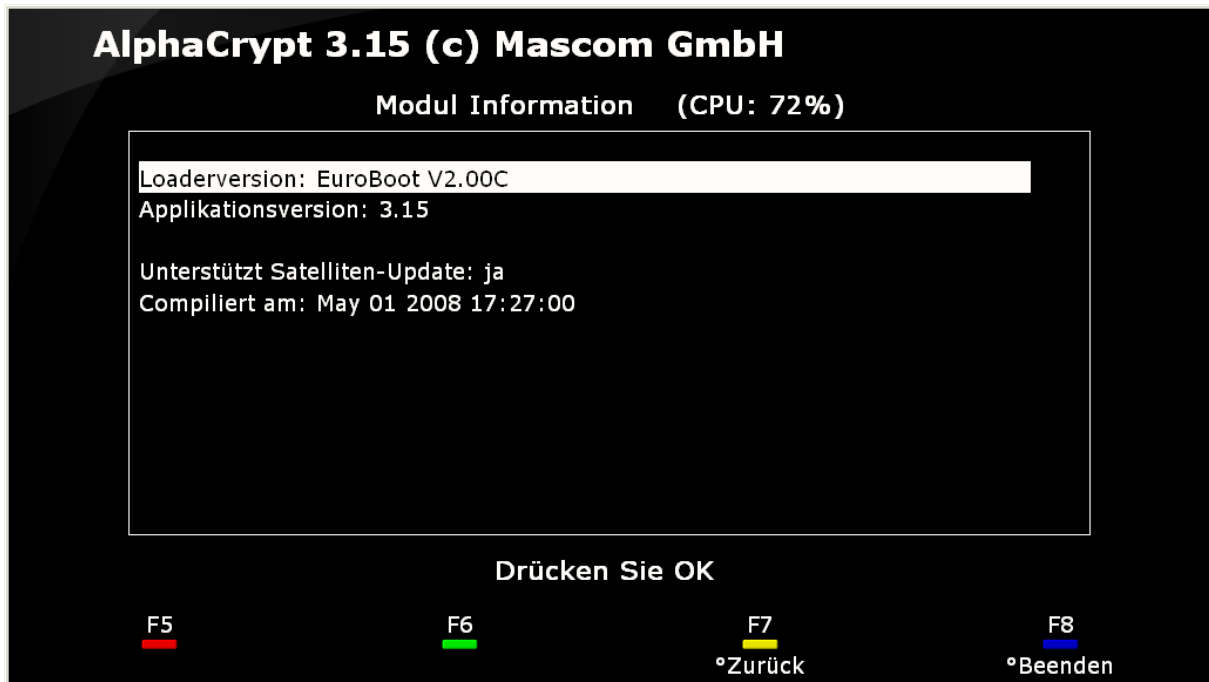 AlphaCrypt 3.15 (c) Mascom GmbH
Modul Information (CPU: 72%)
Loaderversion: EuroBoot V2.00C
Applikationsversion: 3.15
Unterstützt Satelliten-Update: ja
Compiliert am: May 01 2008 17:27:00
Drücken Sie OK
F5 F6 F7 F8
°Zurück °Beenden